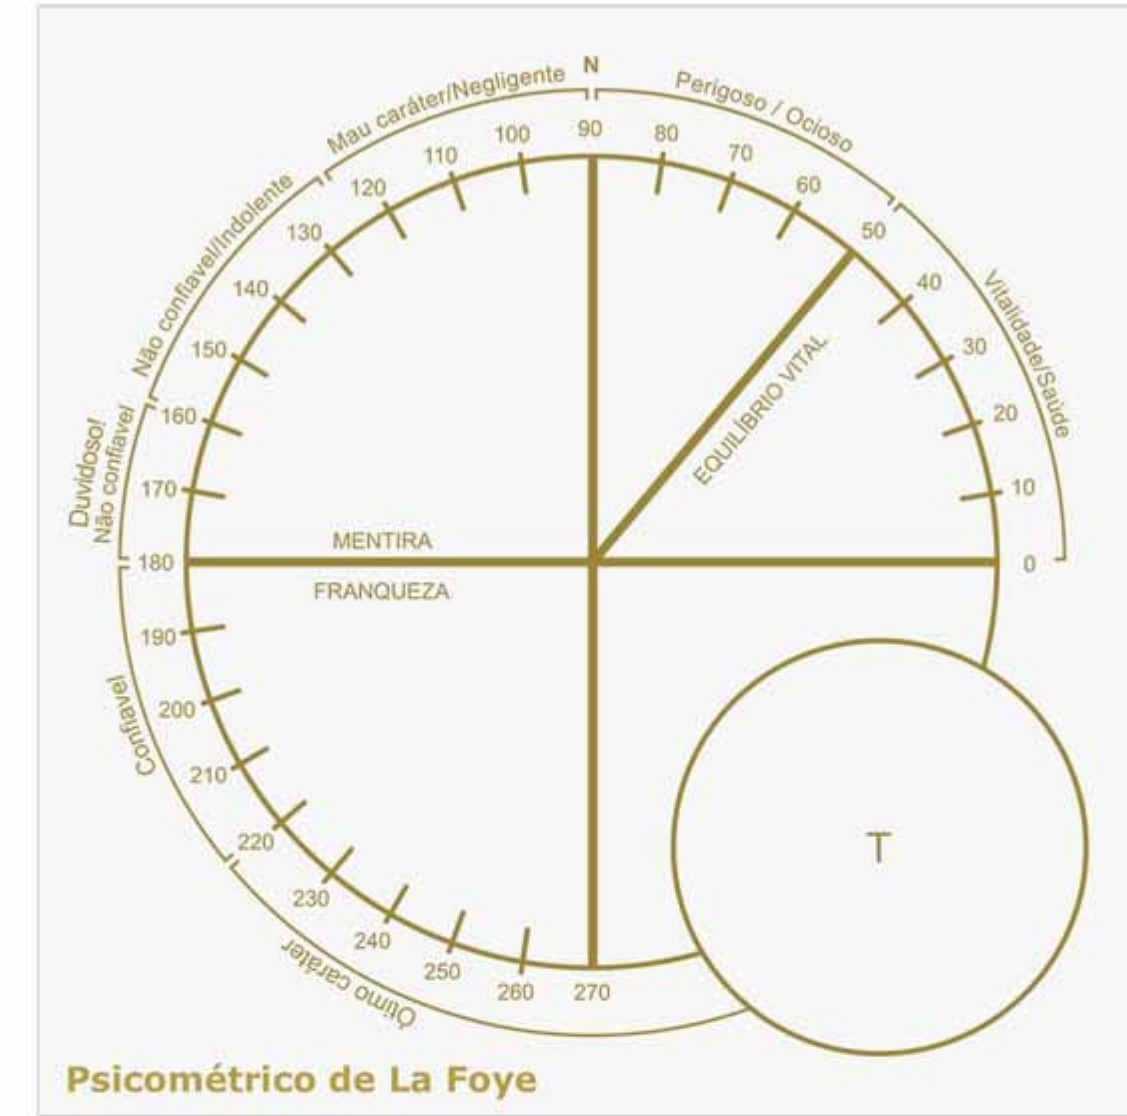 N
Perigoso / Ocioso
Mau caráter/Negligente
90
100
80
110
70
120
60
130
50
Não confiavel/Indolente
140
40
Vitalidade/Saúde
150
30
160
20
Duvidoso!
Não confiavel
170
10
EQUILÍBRIO VITAL
MENTIRA
180
0
FRANQUEZA
190
Confiavel
200
210
220
230
240
250
260
270
Ótimo caráter
T
Psicométrico de La Foye